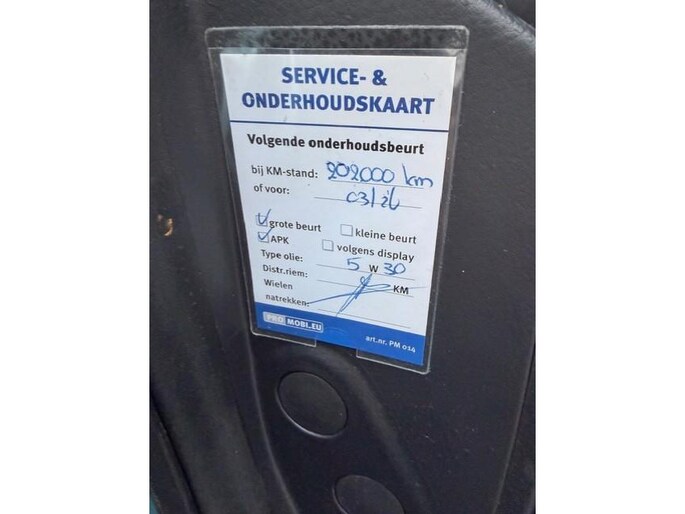 SERVICE- &
ONDERHOUDSKAART
Volgende onderhoudsbeurt
bij KM-stand: 202000 km
of voor: 03/26
grote beurt kleine beurt
APK volgens display
Type olie: 5 W 30
Distr.riem: KM
Wielen
natrekken:
PRO MOBI.EU art.nr. PM 014